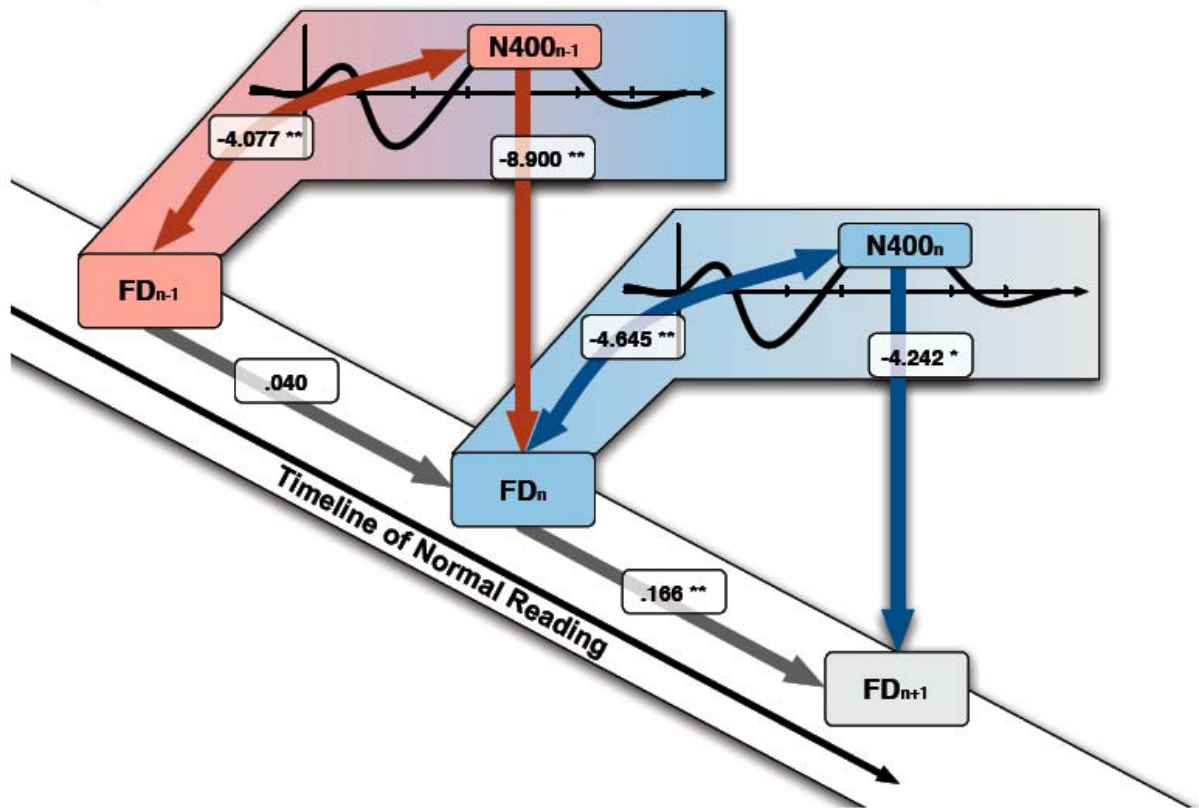 N400n-1
-4.077 **
-8.900 **
N400n
FDn-1
-4.645 **
-4.242 *
.040
FDn
Timeline of Normal Reading
.166 **
FDn+1